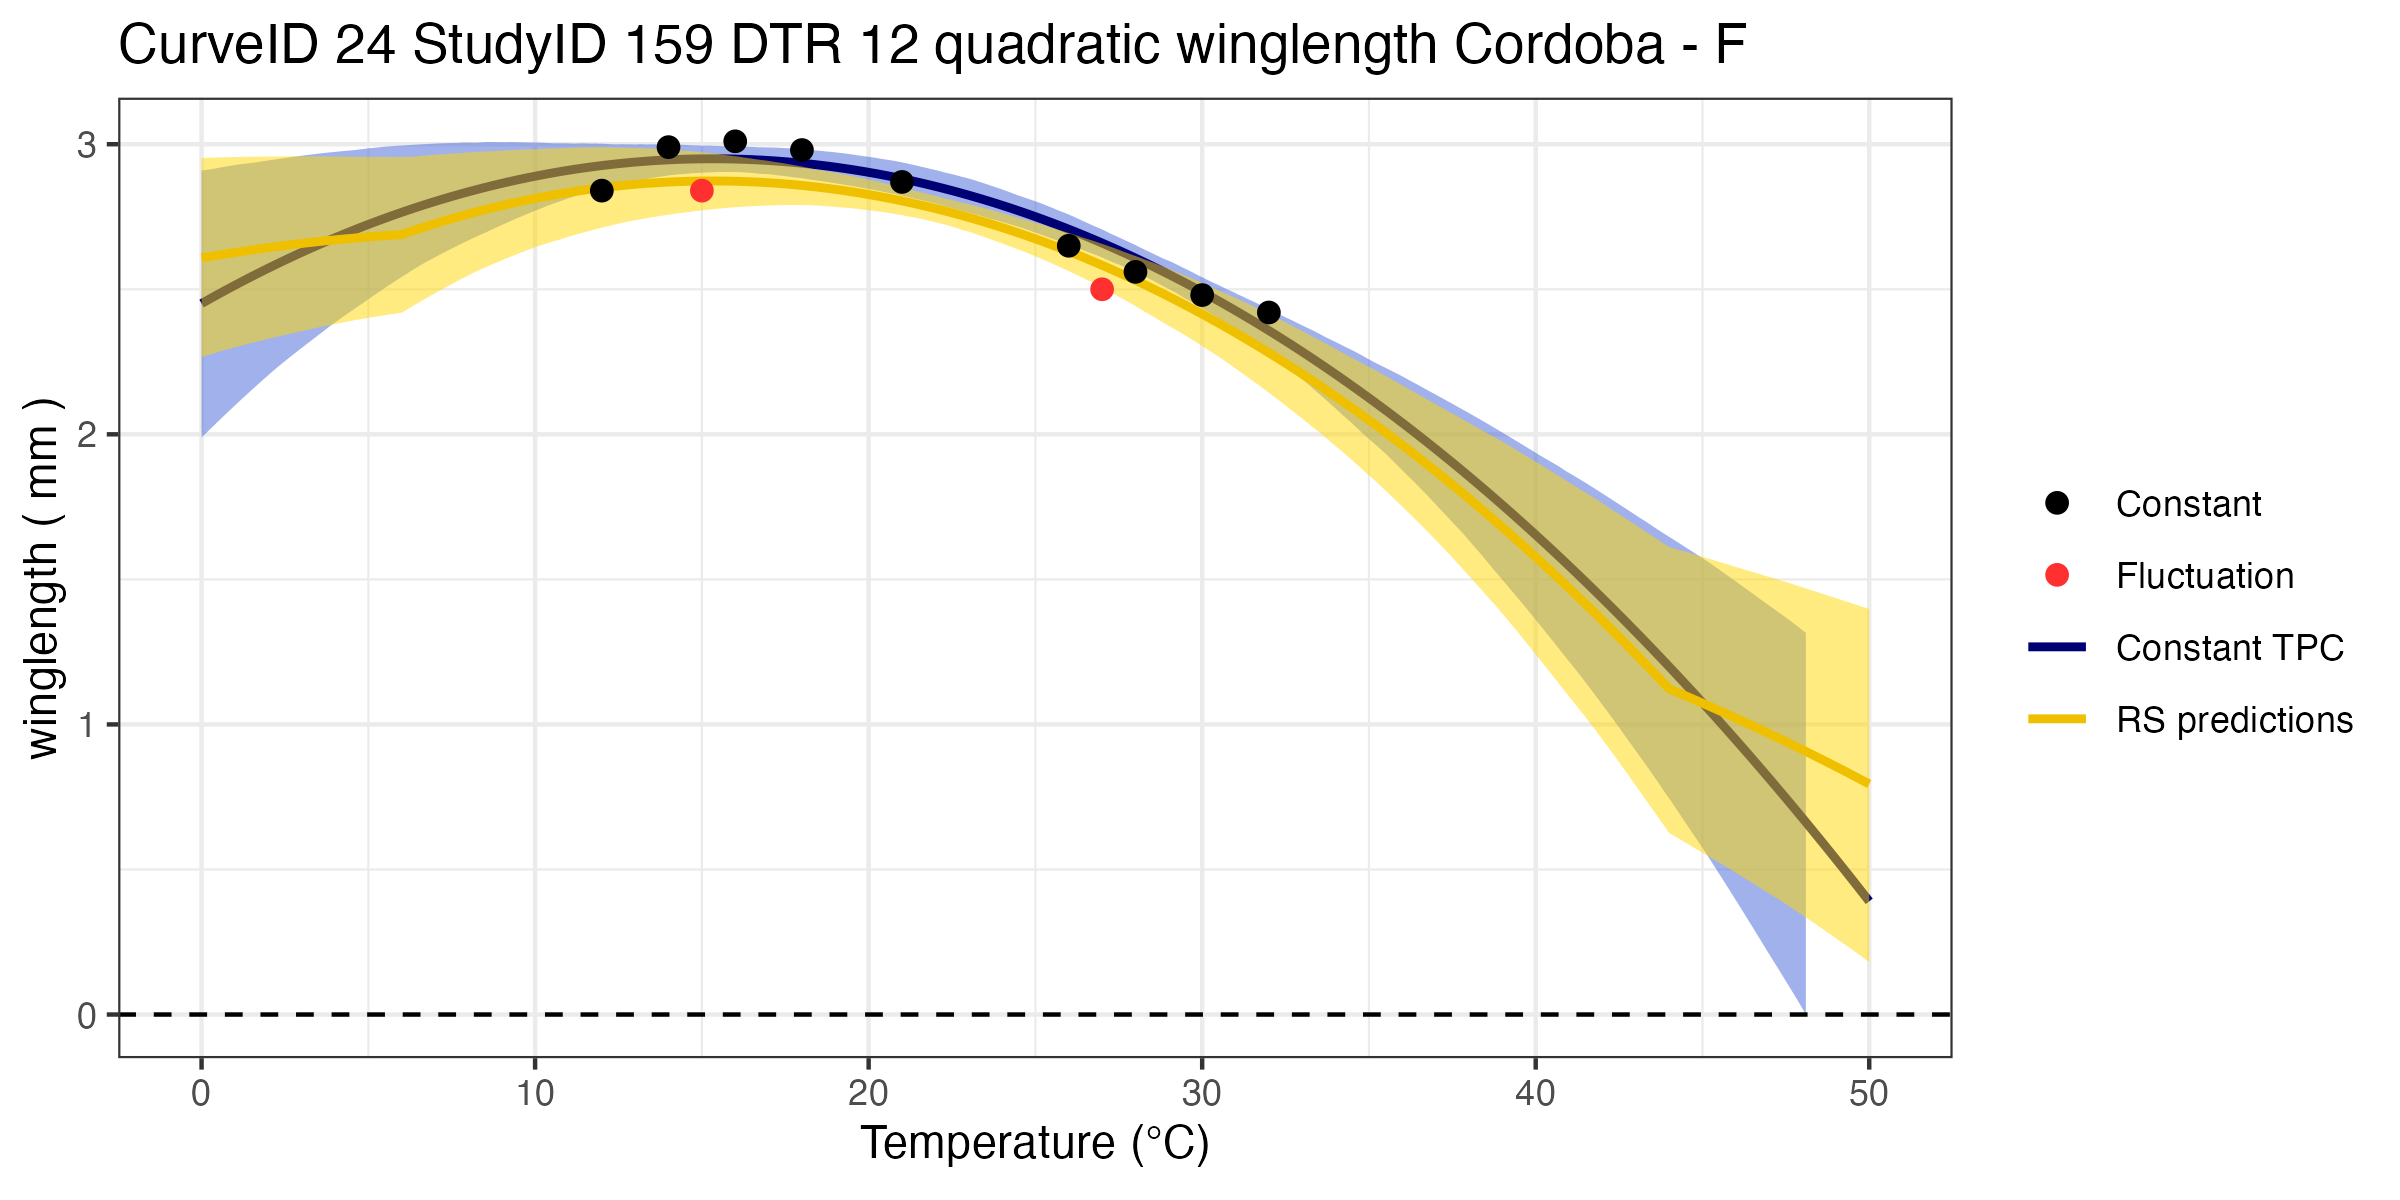 CurveID 24 StudyID 159 DTR 12 quadratic winglength Cordoba - F
winglength ( mm )
3
2
1
0
0 10 20 30 40 50
Temperature (°C)
Constant
Fluctuation
Constant TPC
RS predictions